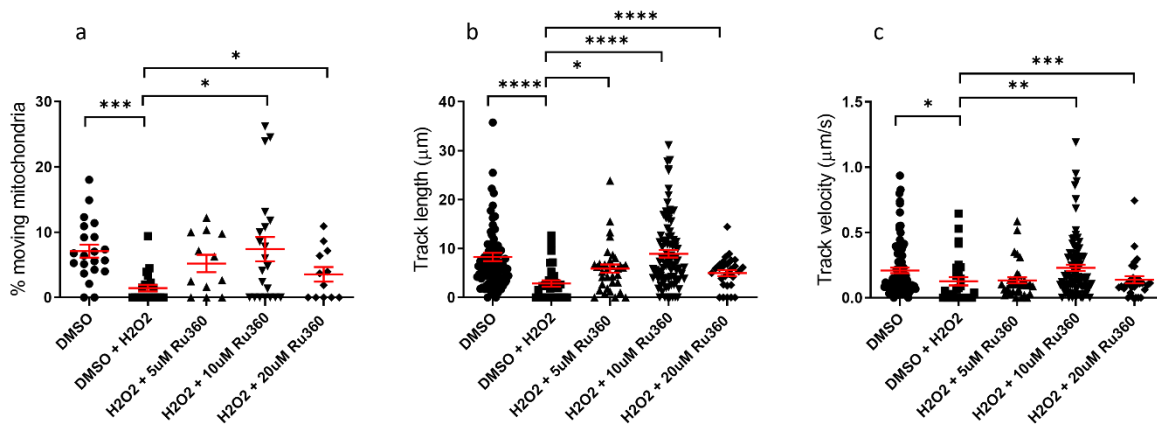 a
*
*
***
% moving mitochondria
30
20
10
0
DMSO
DMSO + H2O2
H2O2 + 5uM Ru360
H2O2 + 10uM Ru360
H2O2 + 20uM Ru360
b
****
****
*
****
Track length (μm)
40
30
20
10
0
DMSO
DMSO + H2O2
H2O2 + 5uM Ru360
H2O2 + 10uM Ru360
H2O2 + 20uM Ru360
c
***
**
*
Track velocity (μm/s)
1.5
1.0
0.5
0.0
DMSO
DMSO + H2O2
H2O2 + 5uM Ru360
H2O2 + 10uM Ru360
H2O2 + 20uM Ru360